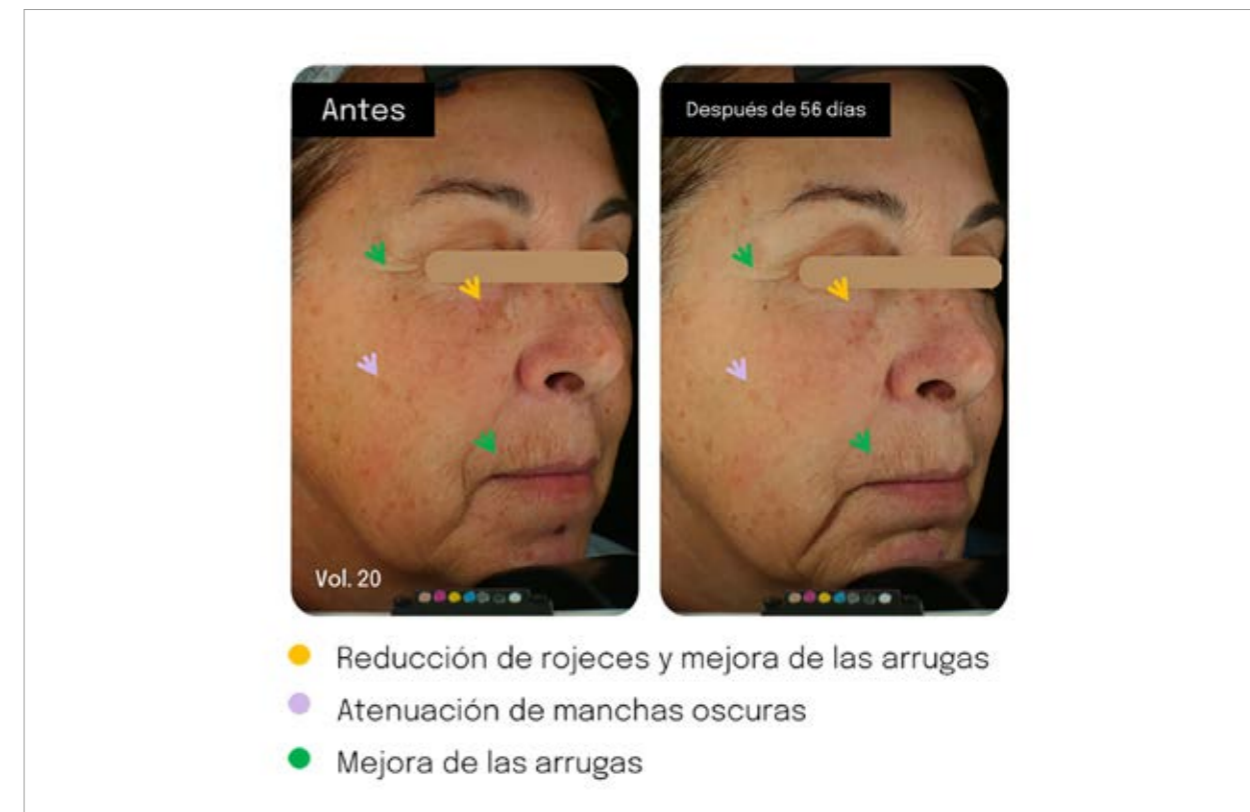 Antes
Después de 56 días
Vol. 20
Reducción de rojeces y mejora de las arrugas
Atenuación de manchas oscuras
Mejora de las arrugas